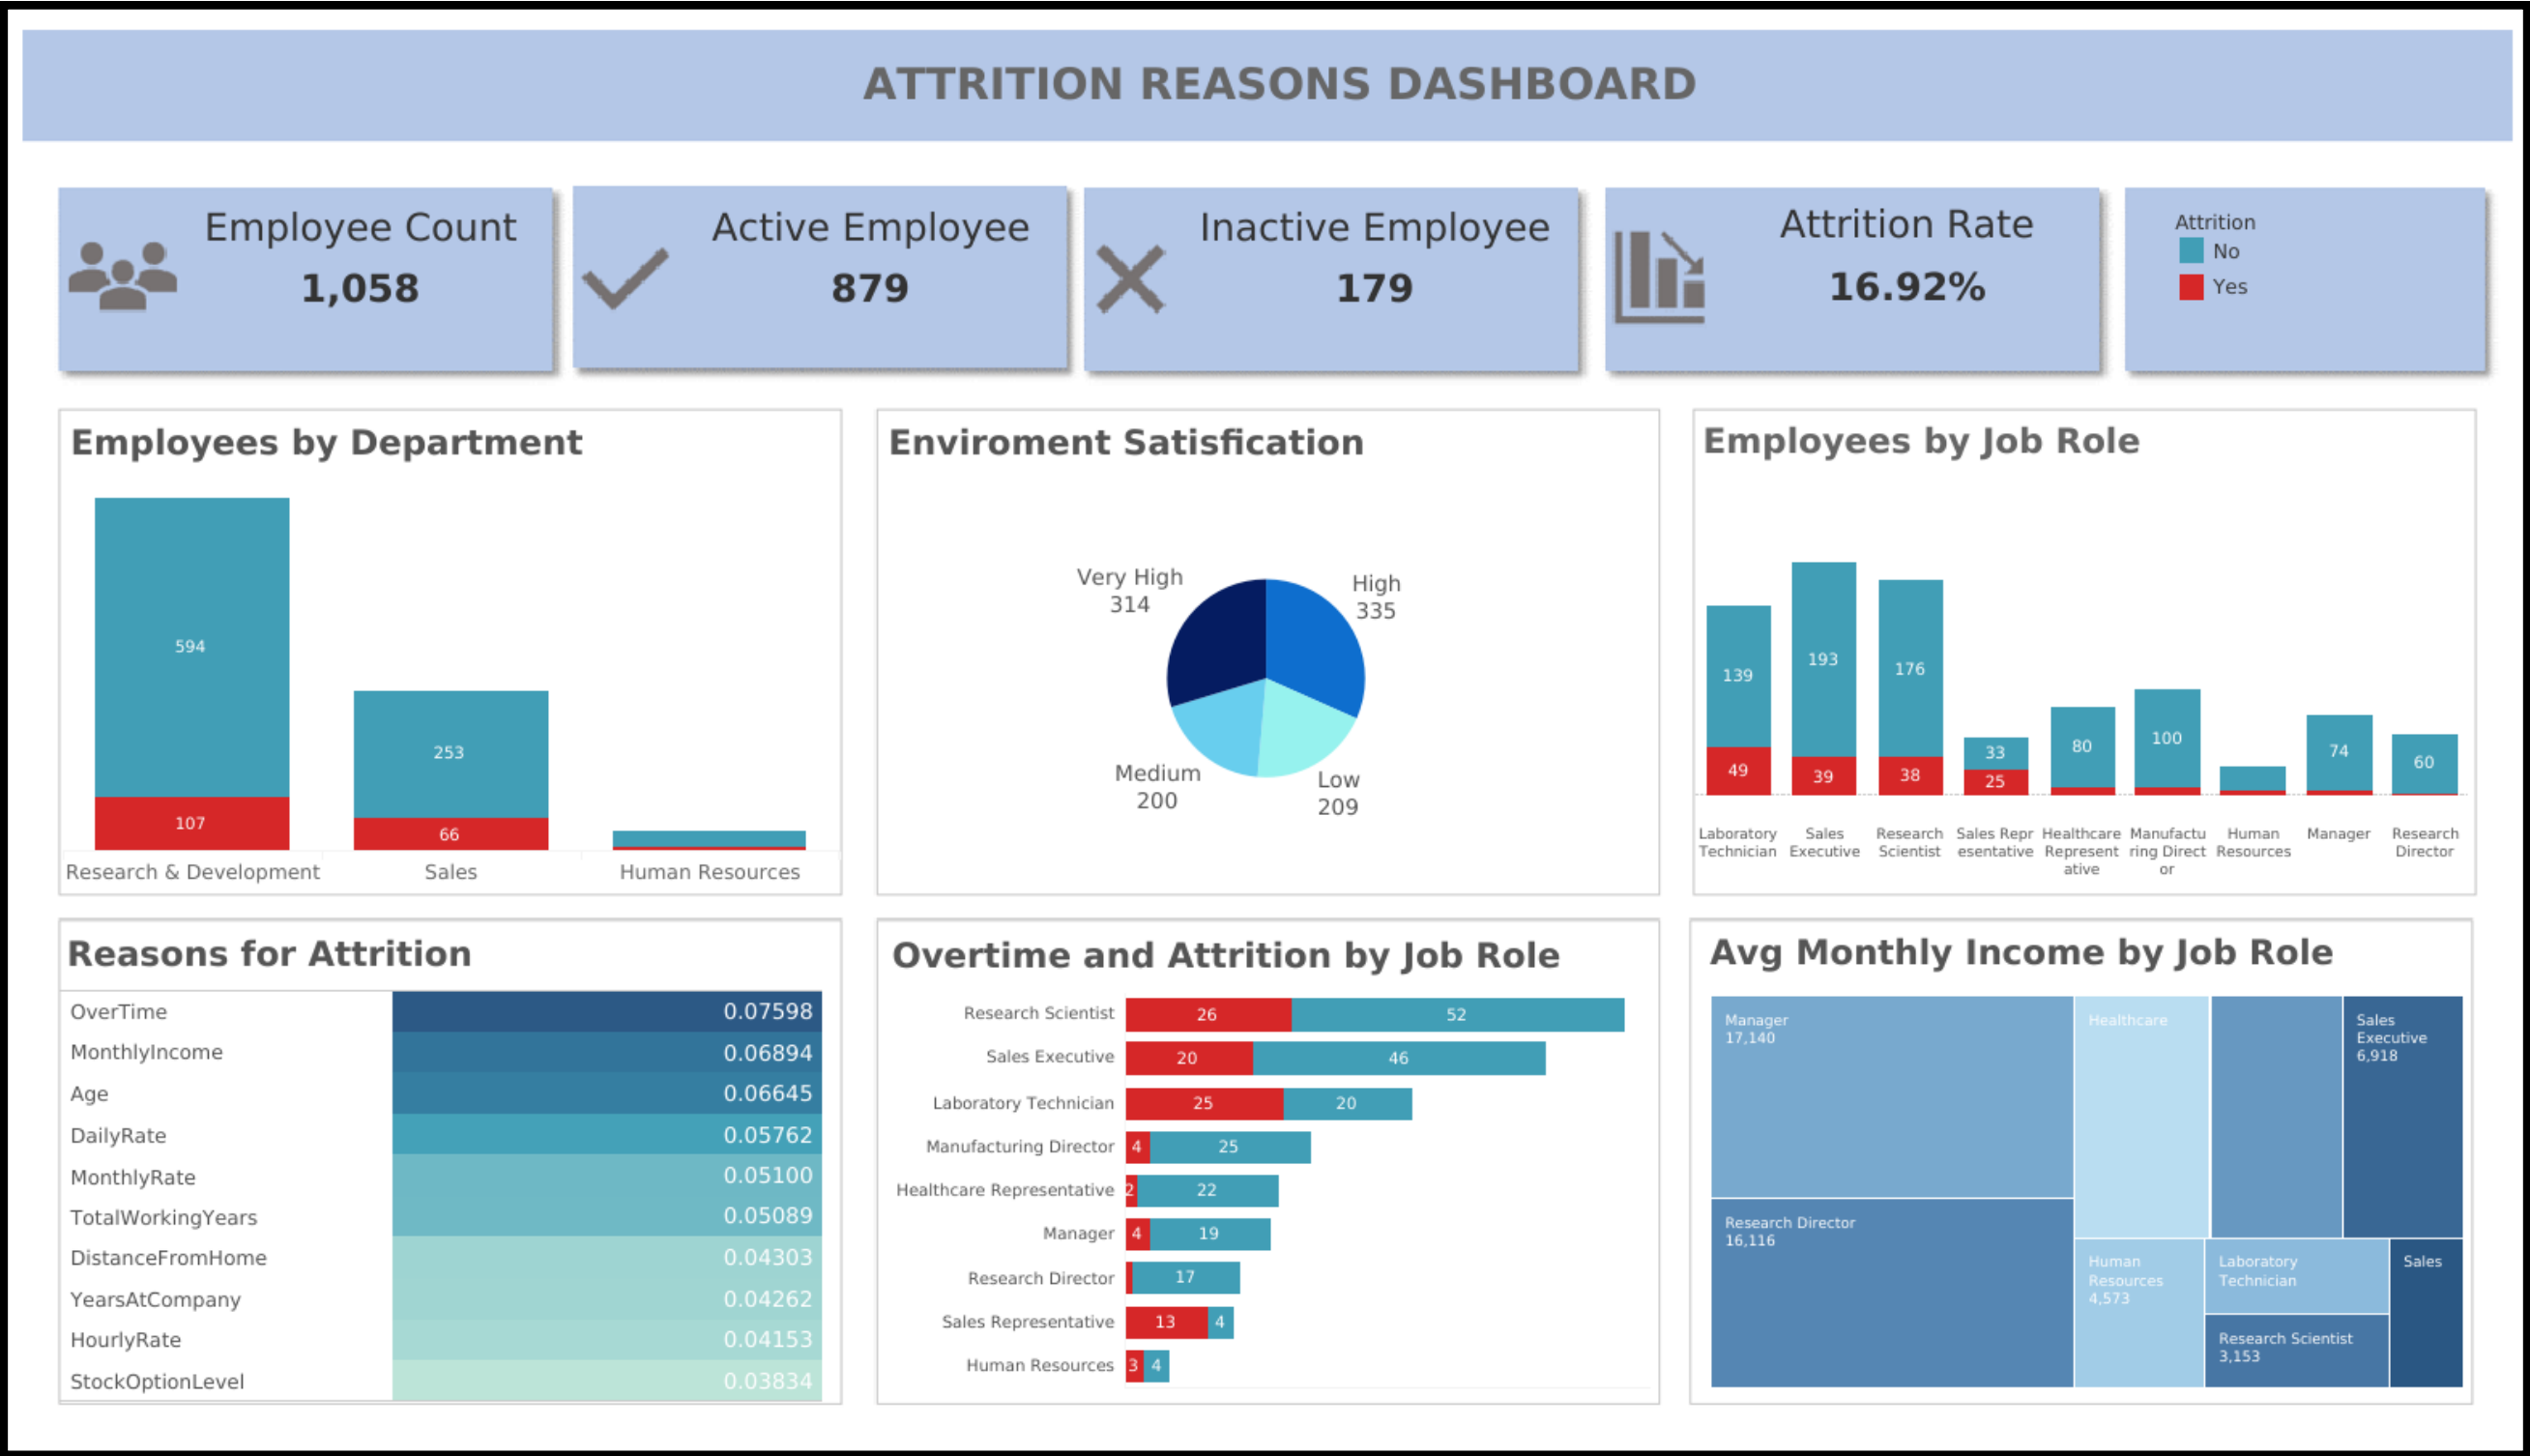 ATTRITION REASONS DASHBOARD
Employee Count
1,058
Active Employee
879
Inactive Employee
179
Attrition Rate
16.92%
Attrition
No
Yes
Employees by Department
594
107
253
66
Research & Development
Sales
Human Resources
Enviroment Satisfication
Very High
314
High
335
Medium
200
Low
209
Employees by Job Role
139
49
193
39
176
38
33
25
80
100
74
60
Laboratory
Technician
Sales
Executive
Research
Scientist
Sales Repr
esentative
Healthcare
Represent
ative
Manufactu
ring Direct
or
Human
Resources
Manager
Research
Director
Reasons for Attrition
OverTime 0.07598
MonthlyIncome 0.06894
Age 0.06645
DailyRate 0.05762
MonthlyRate 0.05100
TotalWorkingYears 0.05089
DistanceFromHome 0.04303
YearsAtCompany 0.04262
HourlyRate 0.04153
StockOptionLevel 0.03834
Overtime and Attrition by Job Role
Research Scientist 26 52
Sales Executive 20 46
Laboratory Technician 25 20
Manufacturing Director 4 25
Healthcare Representative 2 22
Manager 4 19
Research Director 17
Sales Representative 13 4
Human Resources 3 4
Avg Monthly Income by Job Role
Manager
17,140
Research Director
16,116
Healthcare
Sales
Executive
6,918
Human
Resources
4,573
Laboratory
Technician
Research Scientist
3,153
Sales